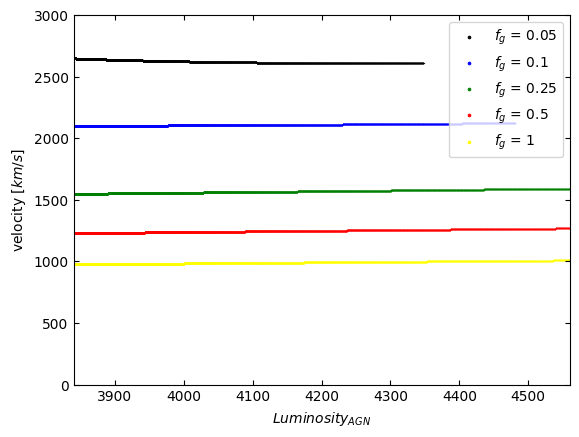 3000
2500
2000
1500
1000
500
0
velocity [km/s]
f_g = 0.05
f_g = 0.1
f_g = 0.25
f_g = 0.5
f_g = 1
3900 4000 4100 4200 4300 4400 4500
Luminosity_AGN